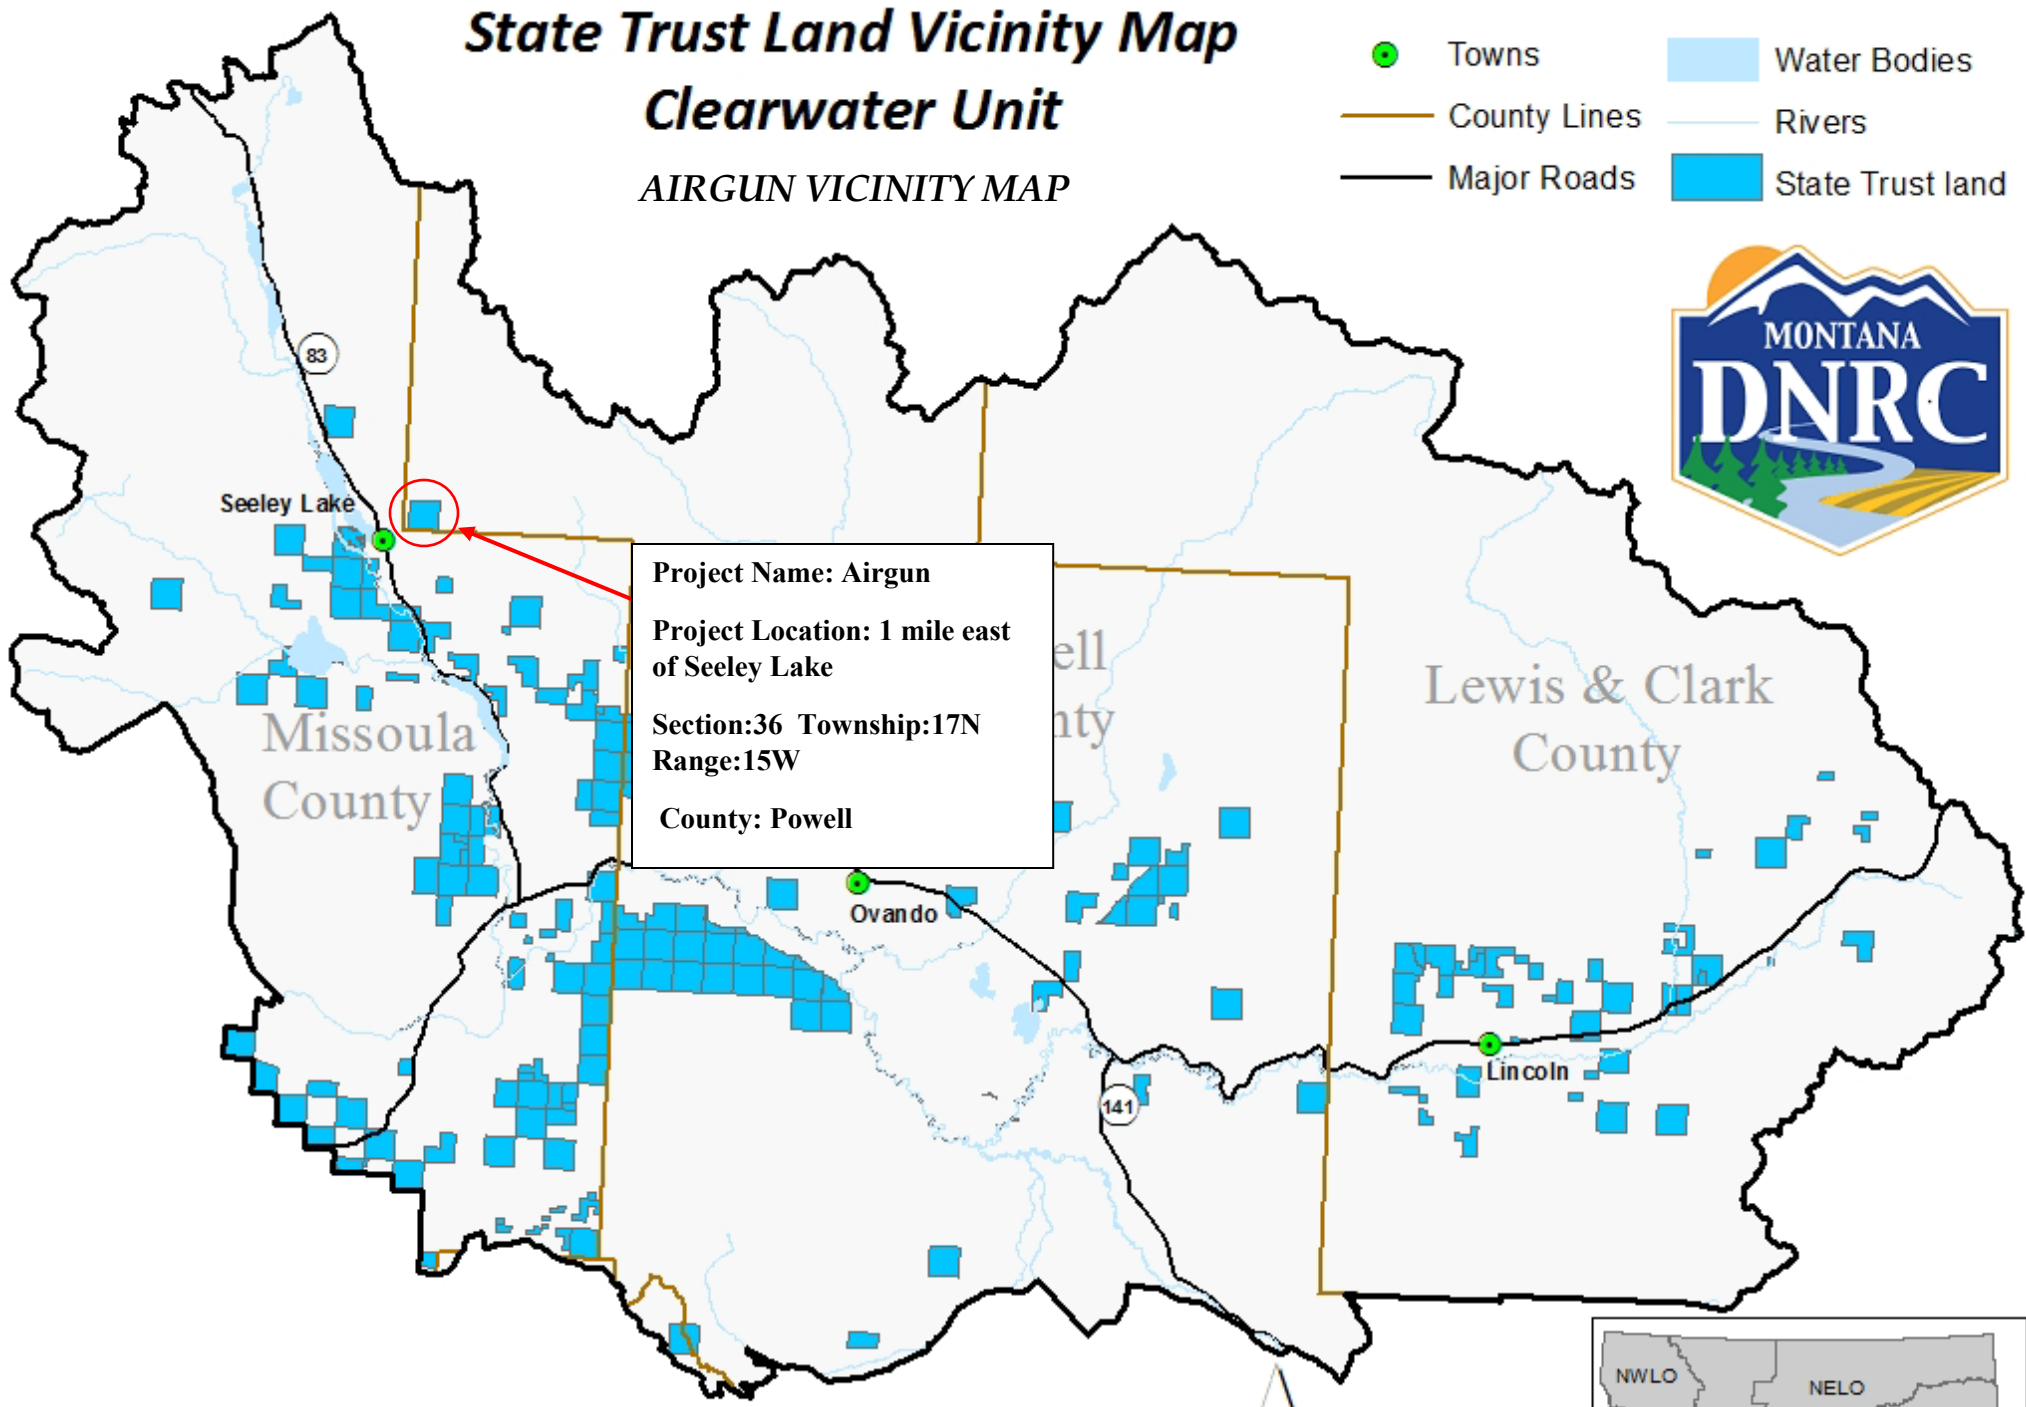 State Trust Land Vicinity Map
Clearwater Unit
AIRGUN VICINITY MAP
Towns
County Lines
Major Roads
Water Bodies
Rivers
State Trust land
MONTANA
DNRC
83
Seeley Lake
Project Name: Airgun
Project Location: 1 mile east
of Seeley Lake
Section:36 Township:17N
Range:15W
County: Powell
ell
nty
Missoula
County
Lewis & Clark
County
Ovando
Lincoln
141
NWLO
NELO